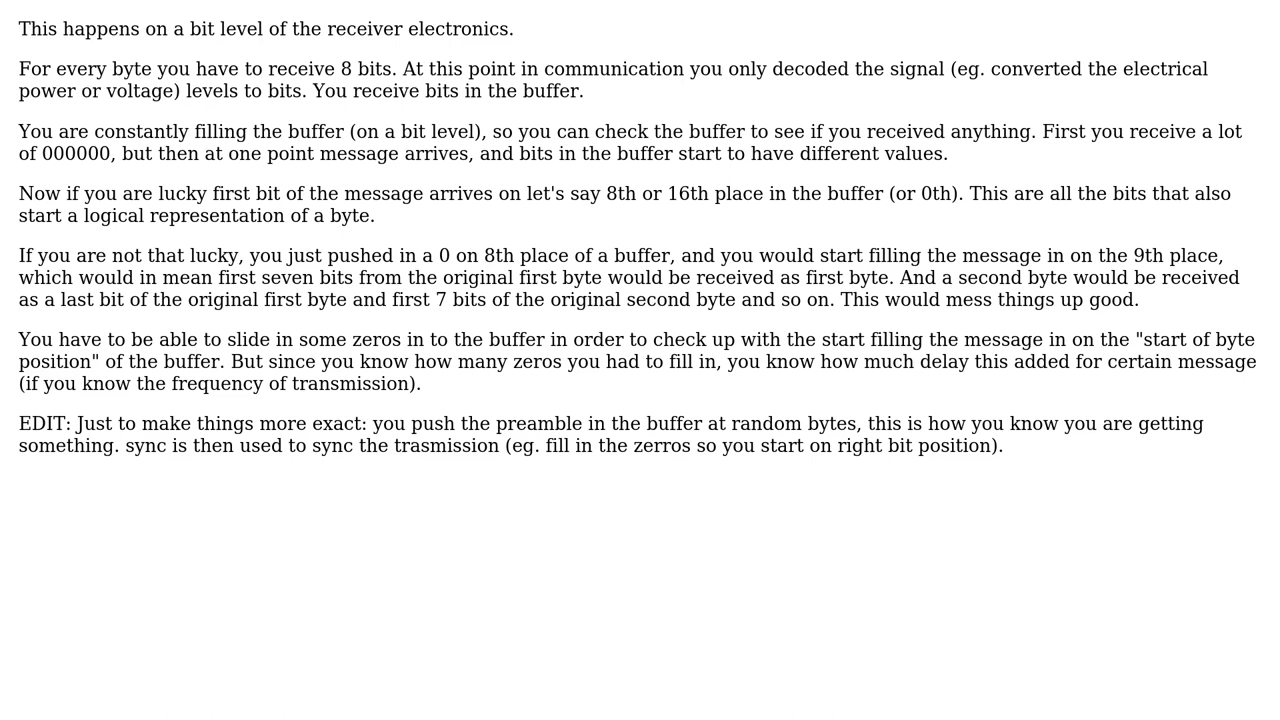 This happens on a bit level of the receiver electronics.
For every byte you have to receive 8 bits. At this point in communication you only decoded the signal (eg. converted the electrical
power or voltage) levels to bits. You receive bits in the buffer.
You are constantly filling the buffer (on a bit level), so you can check the buffer to see if you received anything. First you receive a lot
of 000000, but then at one point message arrives, and bits in the buffer start to have different values.
Now if you are lucky first bit of the message arrives on let's say 8th or 16th place in the buffer (or 0th). This are all the bits that also
start a logical representation of a byte.
If you are not that lucky, you just pushed in a 0 on 8th place of a buffer, and you would start filling the message in on the 9th place,
which would in mean first seven bits from the original first byte would be received as first byte. And a second byte would be received
as a last bit of the original first byte and first 7 bits of the original second byte and so on. This would mess things up good.
You have to be able to slide in some zeros in to the buffer in order to check up with the start filling the message in on the "start of byte
position" of the buffer. But since you know how many zeros you had to fill in, you know how much delay this added for certain message
(if you know the frequency of transmission).
EDIT: Just to make things more exact: you push the preamble in the buffer at random bytes, this is how you know you are getting
something. sync is then used to sync the trasmission (eg. fill in the zerros so you start on right bit position).